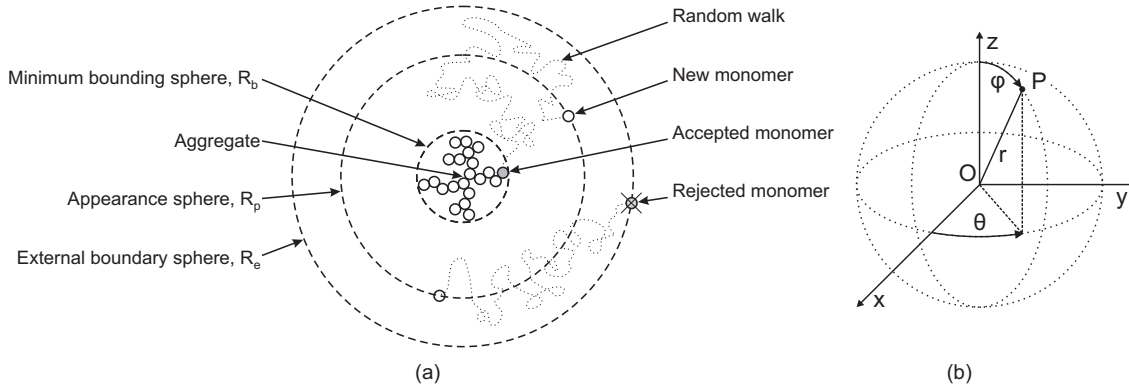 Random walk
New monomer
Minimum bounding sphere, R_b
Accepted monomer
Aggregate
Rejected monomer
Appearance sphere, R_p
External boundary sphere, R_e
(a)
z
φ
P
r
O
y
θ
x
(b)